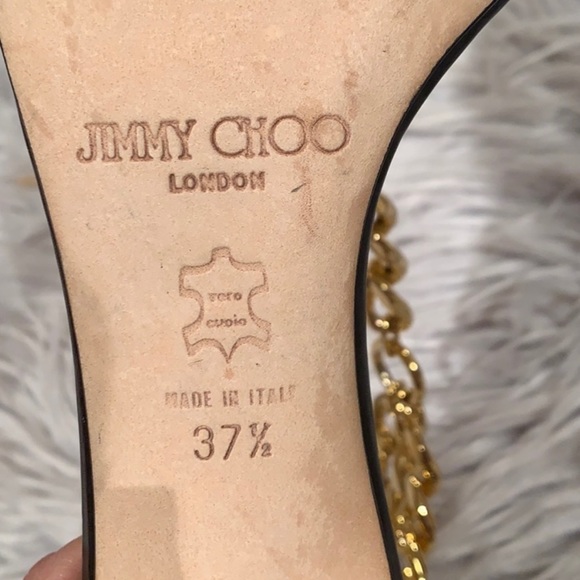 JIMMY CHOO
LONDON
vero
cuoio
MADE IN ITALY
37½